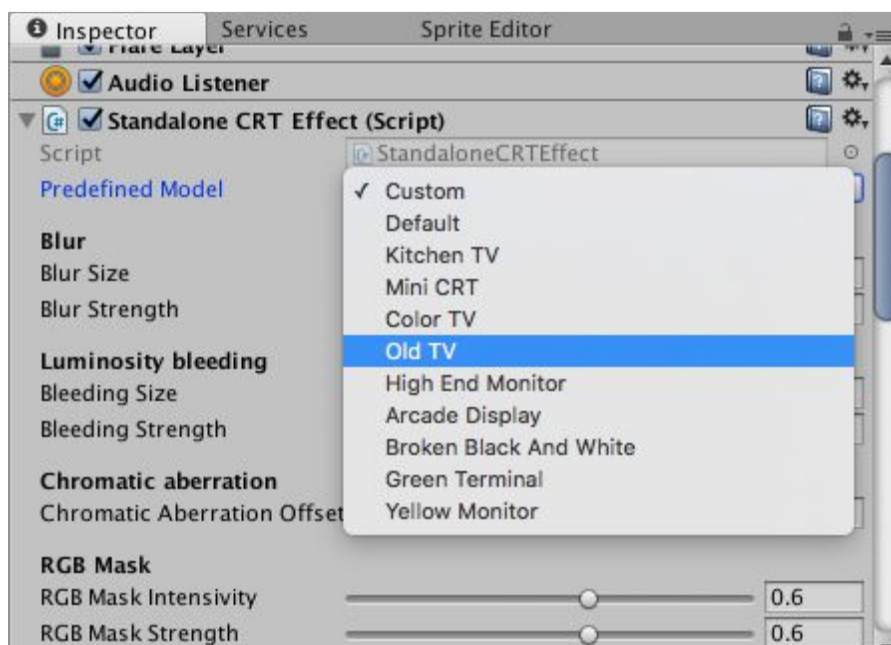 Inspector Services Sprite Editor
Flare Layer
Audio Listener
C# Standalone CRT Effect (Script)
Script StandaloneCRTEffect
Predefined Model
✓ Custom
Default
Kitchen TV
Mini CRT
Color TV
Old TV
High End Monitor
Arcade Display
Broken Black And White
Green Terminal
Yellow Monitor
Blur
Blur Size
Blur Strength
Luminosity bleeding
Bleeding Size
Bleeding Strength
Chromatic aberration
Chromatic Aberration Offset
RGB Mask
RGB Mask Intensivity 0.6
RGB Mask Strength 0.6